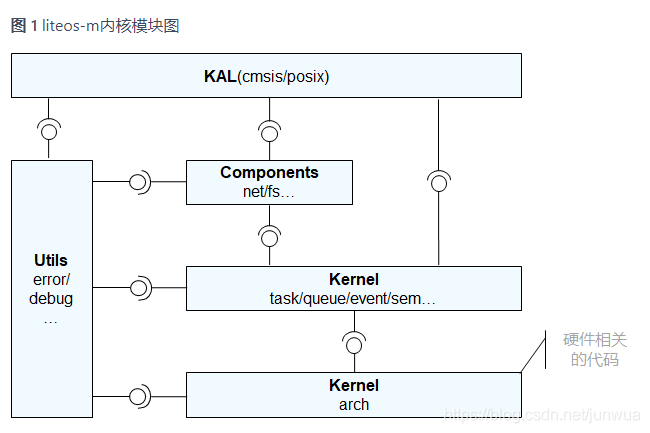 图 1 liteos-m内核模块图
KAL(cmsis/posix)
Components
net/fs...
Utils
error/
debug
...
Kernel
task/queue/event/sem...
硬件相关
的代码
Kernel
arch
https://blog.csdn.net/junwua